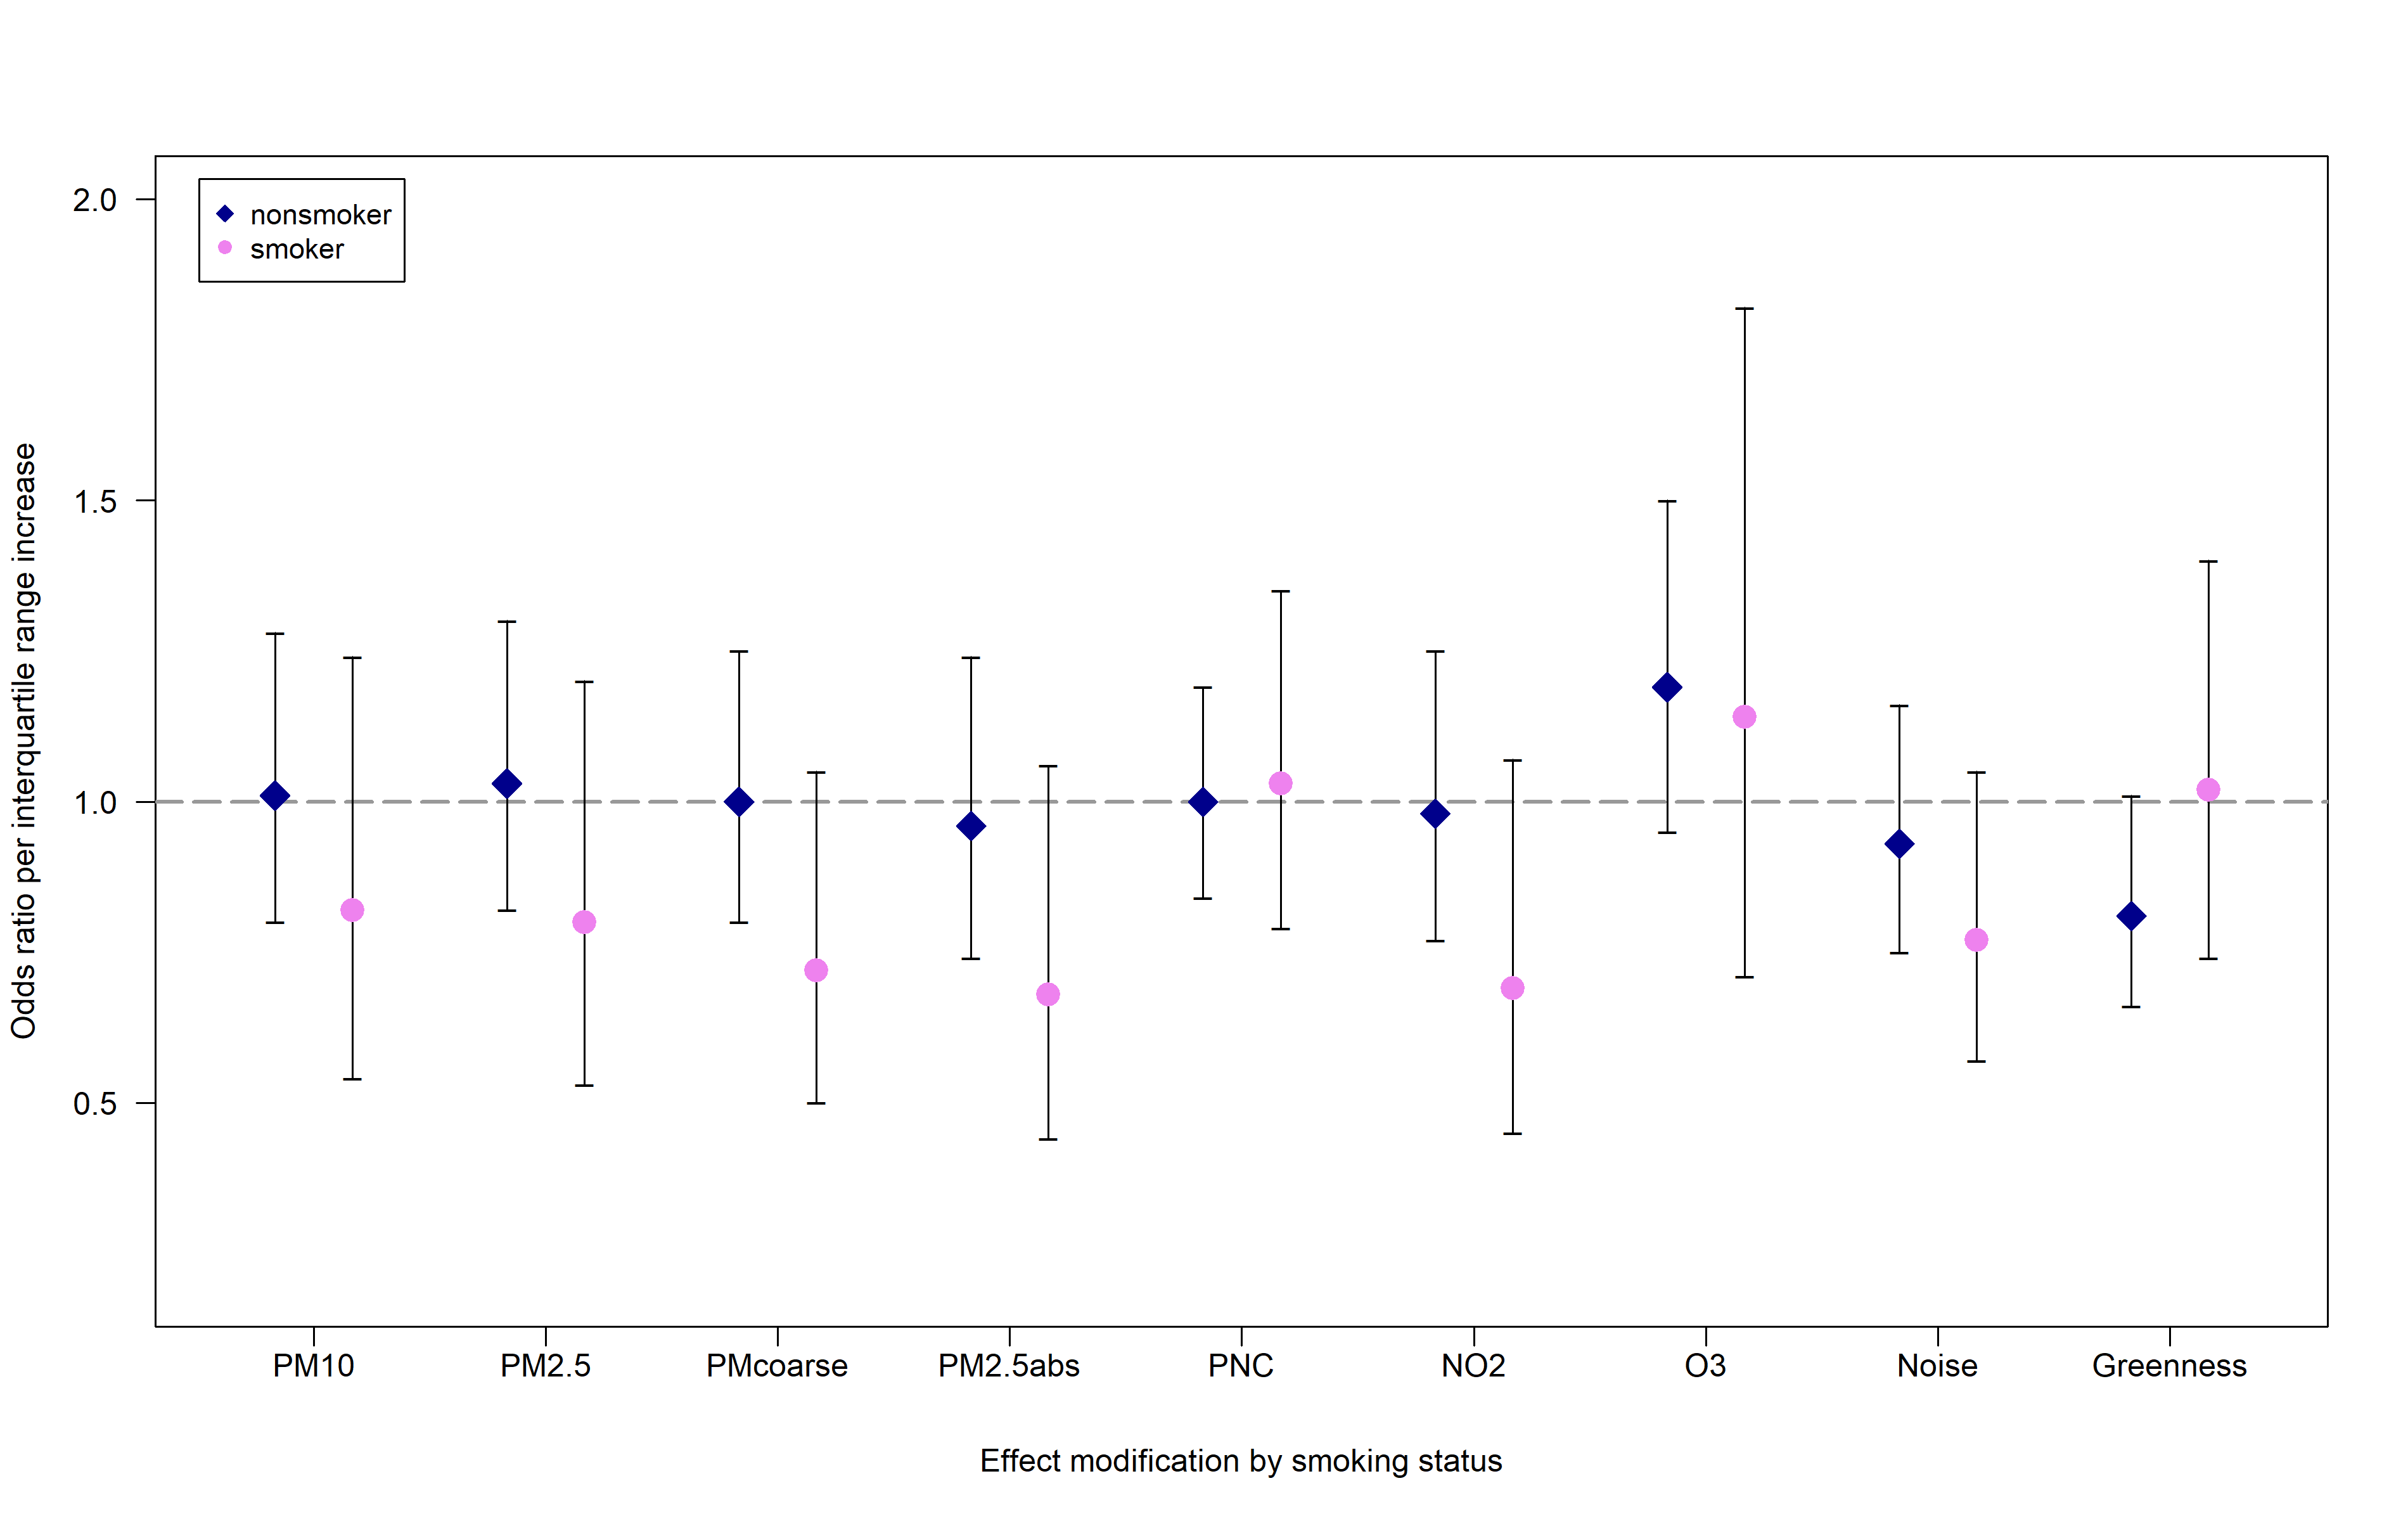 nonsmoker
smoker
2.0
1.5
1.0
0.5
Odds ratio per interquartile range increase
PM10 PM2.5 PMcoarse PM2.5abs PNC NO2 O3 Noise Greenness
Effect modification by smoking status